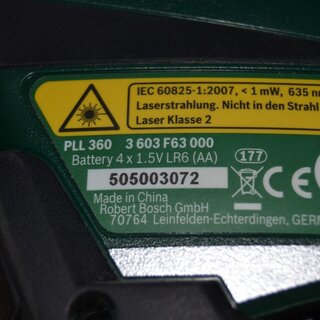 IEC 60825-1:2007, < 1 mW, 635 nm
Laserstrahlung. Nicht in den Strahl
Laser Klasse 2
PLL 360 3 603 F63 000
Battery 4 x 1.5V LR6 (AA)
177
505003072
Made in China
Robert Bosch GmbH
70764 Leinfelden-Echterdingen, GERM